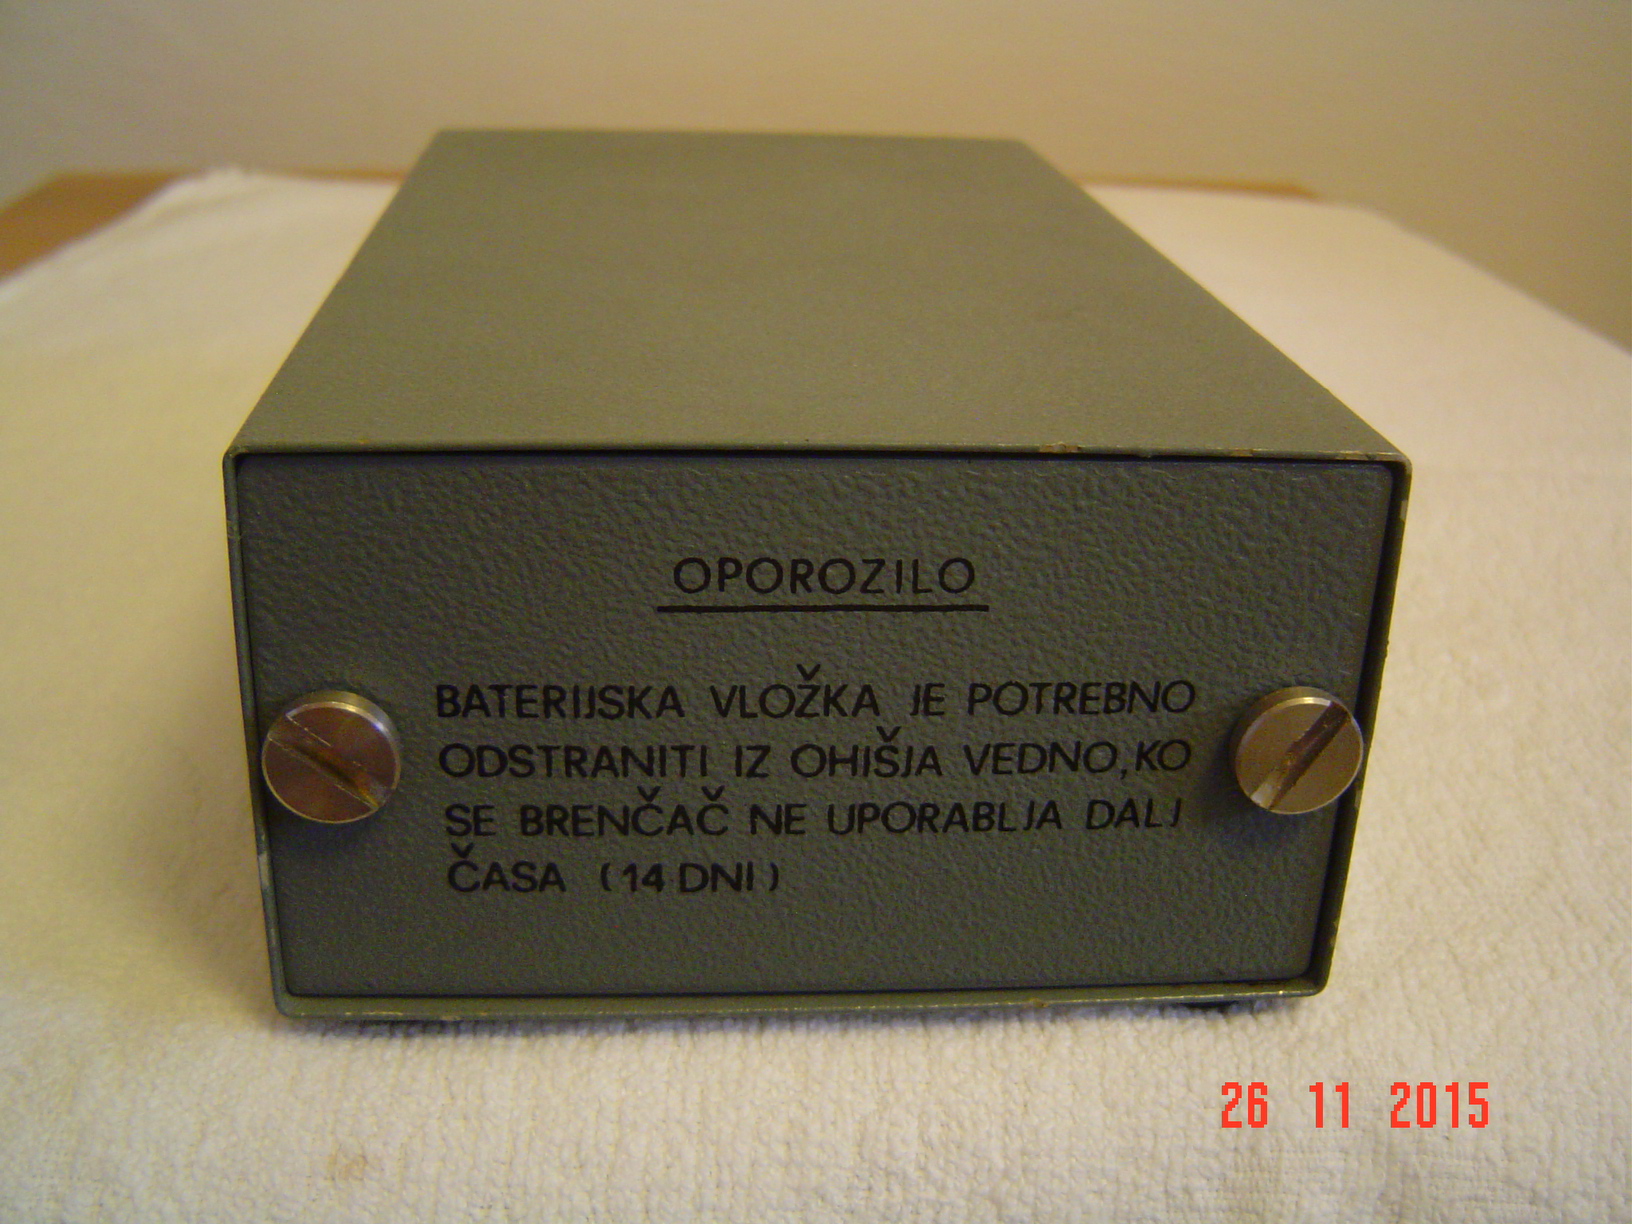 OPOROZILO
BATERIJSKA VLOŽKA JE POTREBNO
ODSTRANITI IZ OHIŠJA VEDNO, KO
SE BRENČAČ NE UPORABLJA DALJ
ČASA (14 DNI)
26 11 2015